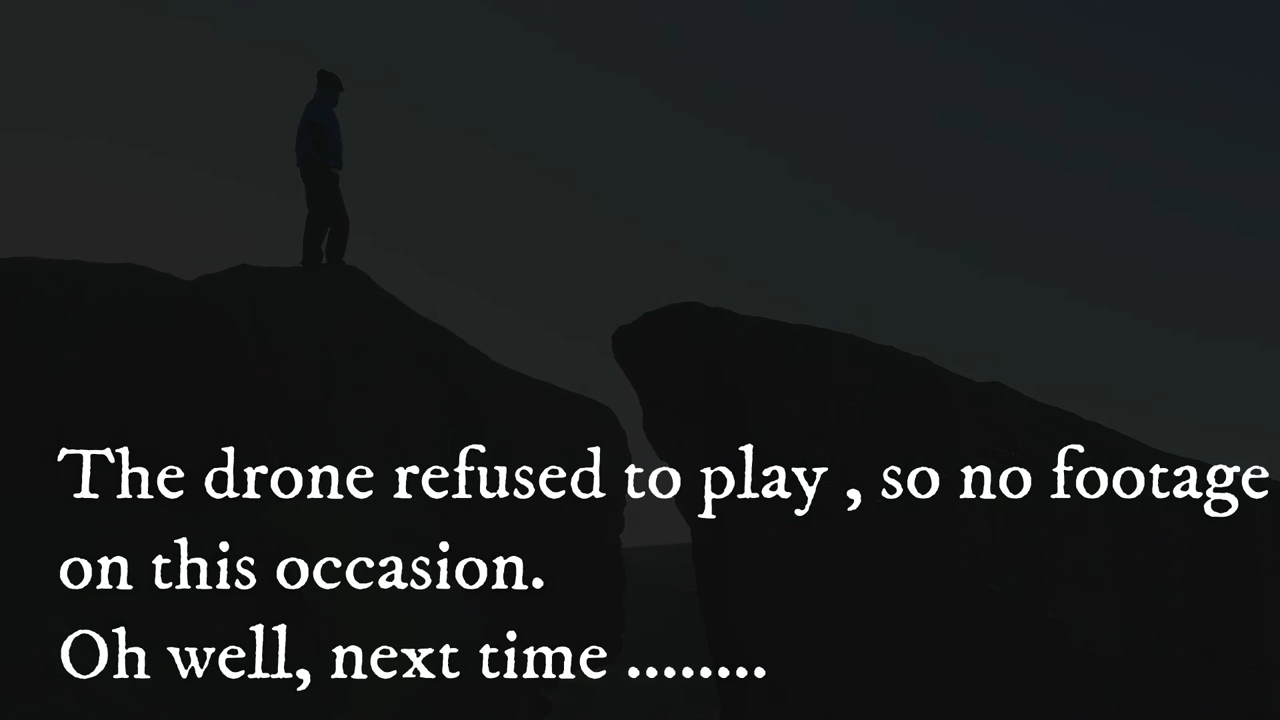 The drone refused to play , so no footage
on this occasion.
Oh well, next time ........